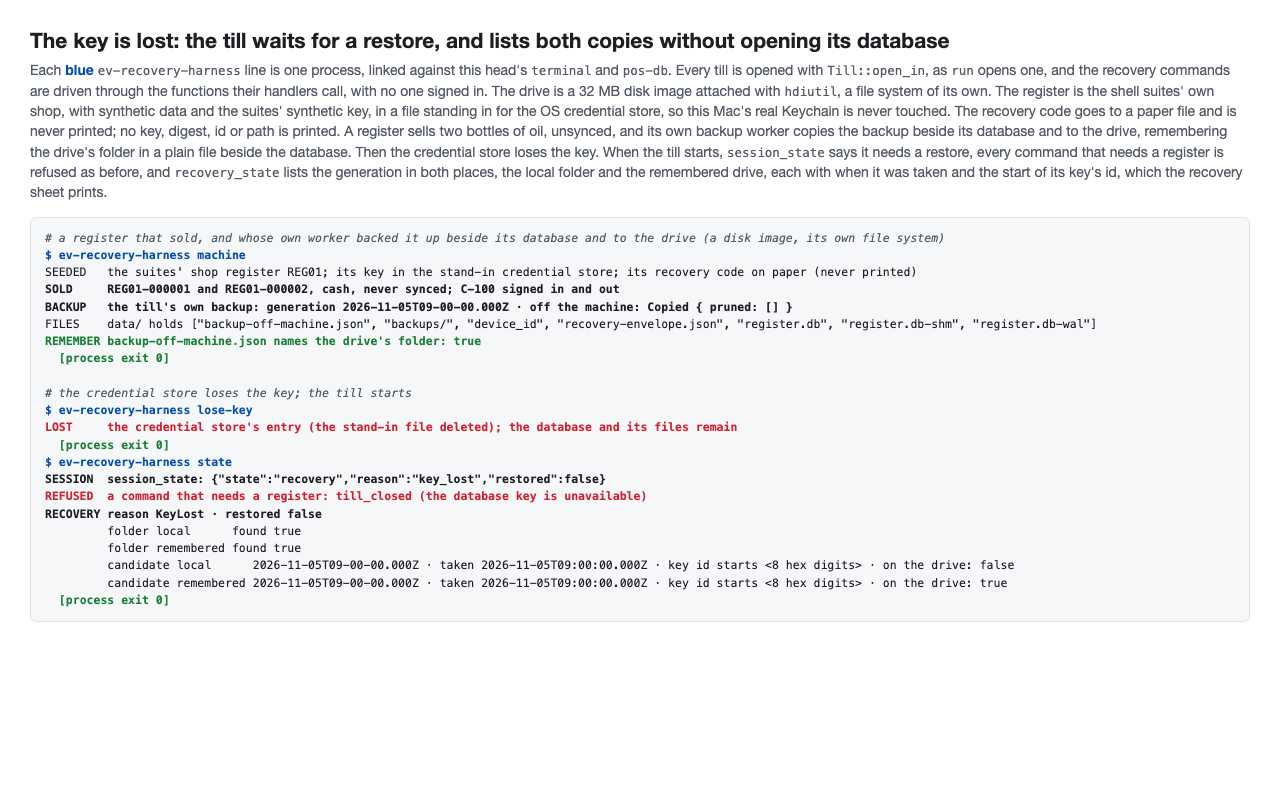 The key is lost: the till waits for a restore, and lists both copies without opening its database
Each blue ev-recovery-harness line is one process, linked against this head's terminal and pos-db. Every till is opened with Till::open_in, as run opens one, and the recovery commands
are driven through the functions their handlers call, with no one signed in. The drive is a 32 MB disk image attached with hdiutil, a file system of its own. The register is the shell suites' own
shop, with synthetic data and the suites' synthetic key, in a file standing in for the OS credential store, so this Mac's real Keychain is never touched. The recovery code goes to a paper file and is
never printed; no key, digest, id or path is printed. A register sells two bottles of oil, unsynced, and its own backup worker copies the backup beside its database and to the drive, remembering
the drive's folder in a plain file beside the database. Then the credential store loses the key. When the till starts, session_state says it needs a restore, every command that needs a register is
refused as before, and recovery_state lists the generation in both places, the local folder and the remembered drive, each with when it was taken and the start of its key's id, which the recovery
sheet prints.
# a register that sold, and whose own worker backed it up beside its database and to the drive (a disk image, its own file system)
$ ev-recovery-harness machine
SEEDED the suites' shop register REG01; its key in the stand-in credential store; its recovery code on paper (never printed)
SOLD REG01-000001 and REG01-000002, cash, never synced; C-100 signed in and out
BACKUP the till's own backup: generation 2026-11-05T09-00-00.000Z · off the machine: Copied { pruned: [] }
FILES data/ holds ["backup-off-machine.json", "backups/", "device_id", "recovery-envelope.json", "register.db", "register.db-shm", "register.db-wal"]
REMEMBER backup-off-machine.json names the drive's folder: true
[process exit 0]
# the credential store loses the key; the till starts
$ ev-recovery-harness lose-key
LOST the credential store's entry (the stand-in file deleted); the database and its files remain
[process exit 0]
$ ev-recovery-harness state
SESSION session_state: {"state":"recovery","reason":"key_lost","restored":false}
REFUSED a command that needs a register: till_closed (the database key is unavailable)
RECOVERY reason KeyLost · restored false
folder local found true
folder remembered found true
candidate local 2026-11-05T09-00-00.000Z · taken 2026-11-05T09:00:00.000Z · key id starts <8 hex digits> · on the drive: false
candidate remembered 2026-11-05T09-00-00.000Z · taken 2026-11-05T09:00:00.000Z · key id starts <8 hex digits> · on the drive: true
[process exit 0]